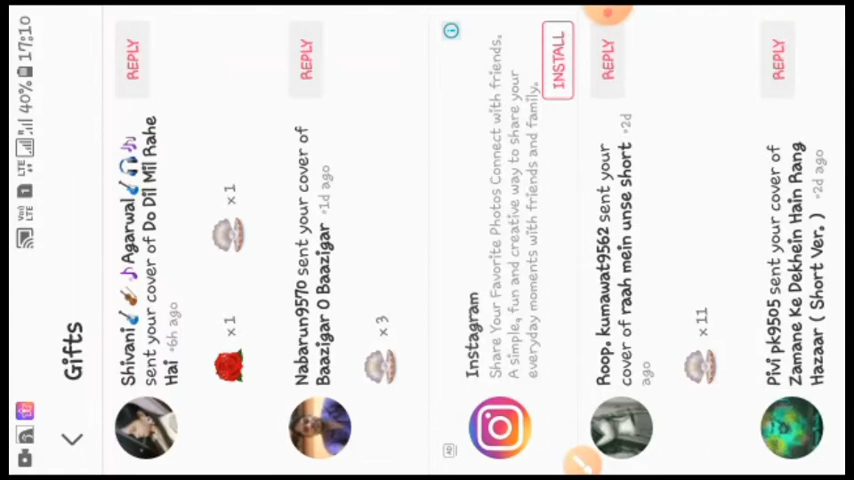 LTE 40% 17:10
Gifts
Shivani Agarwal
sent your cover of Do Dil Mil Rahe
Hai •6h ago
REPLY
×1 ×1
Nabarun9570 sent your cover of
Baazigar O Baazigar •1d ago
REPLY
×3
AD
Instagram
Share Your Favorite Photos Connect with friends.
A simple, fun and creative way to share your
everyday moments with friends and family.
INSTALL
Roop. kumawat9562 sent your
cover of raah mein unse short •2d
ago
REPLY
×11
Pivi pk9505 sent your cover of
Zamane Ke Dekhein Hain Rang
Hazaar ( Short Ver. ) •2d ago
REPLY